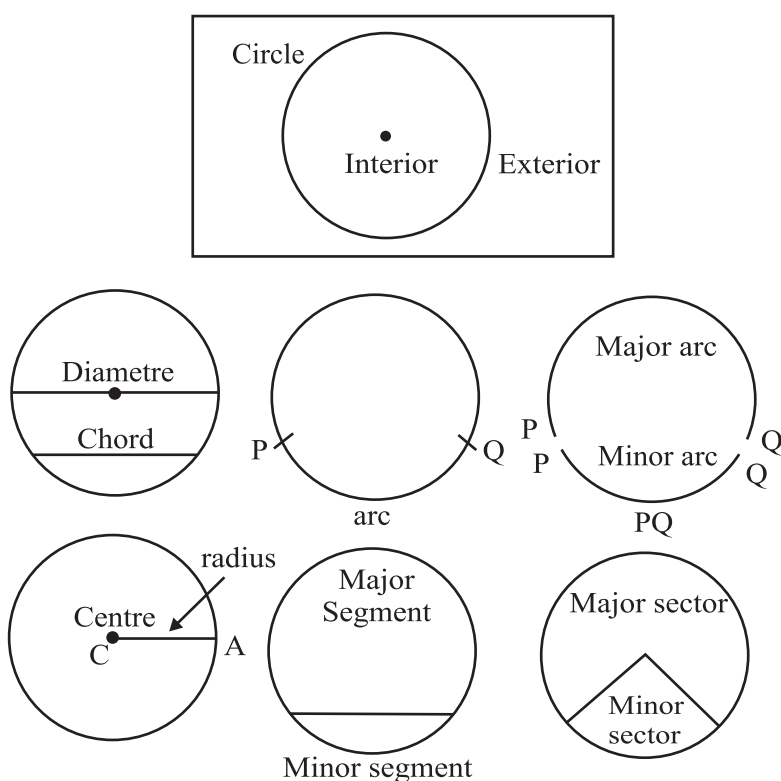 Circle
Interior
Exterior
Diametre
Chord
P
Q
arc
Major arc
P
Q
P
Minor arc
Q
PQ
radius
Centre
C
A
Major
Segment
Minor segment
Major sector
Minor
sector